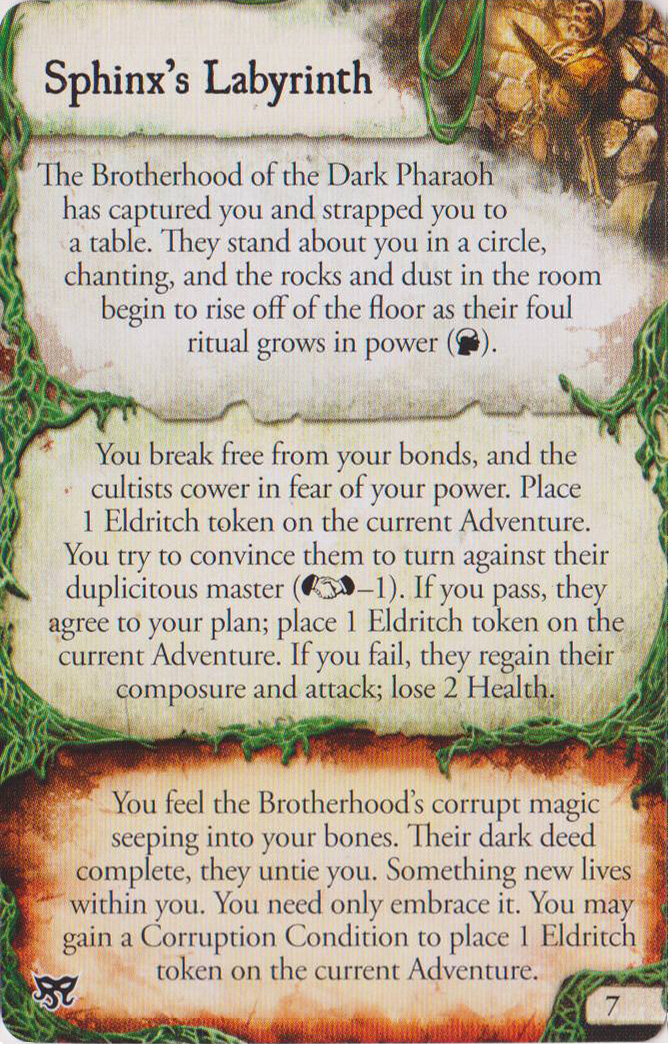 Sphinx's Labyrinth
The Brotherhood of the Dark Pharaoh
has captured you and strapped you to
a table. They stand about you in a circle,
chanting, and the rocks and dust in the room
begin to rise off of the floor as their foul
ritual grows in power ( ).
You break free from your bonds, and the
cultists cower in fear of your power. Place
1 Eldritch token on the current Adventure.
You try to convince them to turn against their
duplicitous master ( –1). If you pass, they
agree to your plan; place 1 Eldritch token on the
current Adventure. If you fail, they regain their
composure and attack; lose 2 Health.
You feel the Brotherhood's corrupt magic
seeping into your bones. Their dark deed
complete, they untie you. Something new lives
within you. You need only embrace it. You may
gain a Corruption Condition to place 1 Eldritch
token on the current Adventure.
7